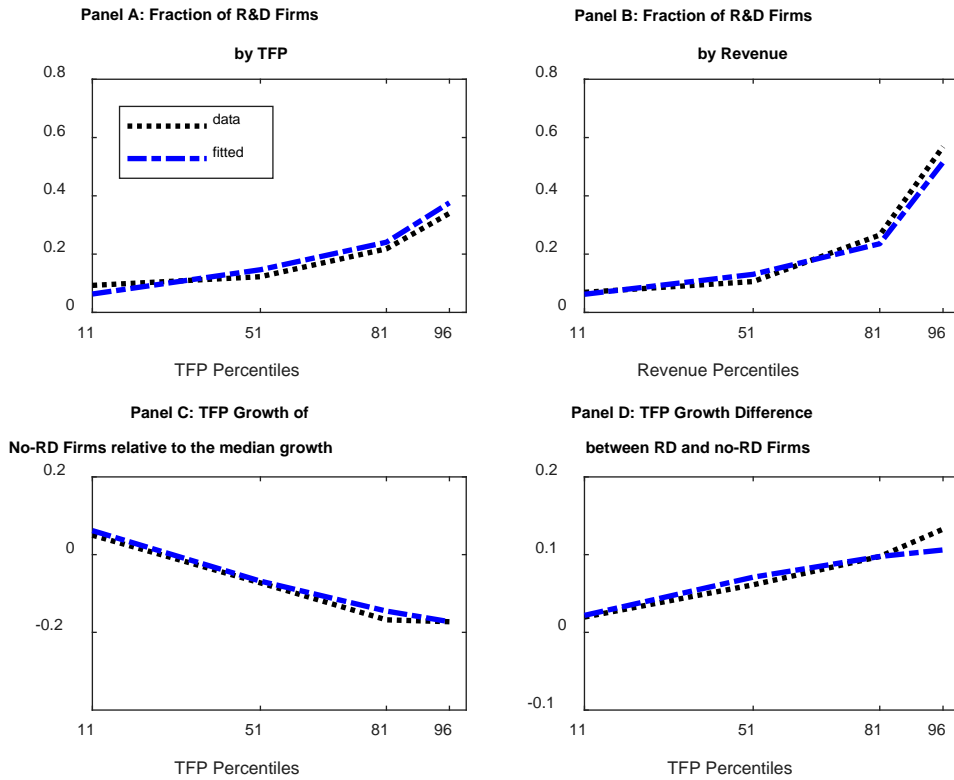 Panel A: Fraction of R&D Firms
by TFP
0.8
0.6
0.4
0.2
0
data
fitted
11
51
81
96
TFP Percentiles
Panel B: Fraction of R&D Firms
by Revenue
0.8
0.6
0.4
0.2
0
11
51
81
96
Revenue Percentiles
Panel C: TFP Growth of
No-RD Firms relative to the median growth
0.2
0
-0.2
11
51
81
96
TFP Percentiles
Panel D: TFP Growth Difference
between RD and no-RD Firms
0.2
0.1
0
-0.1
11
51
81
96
TFP Percentiles